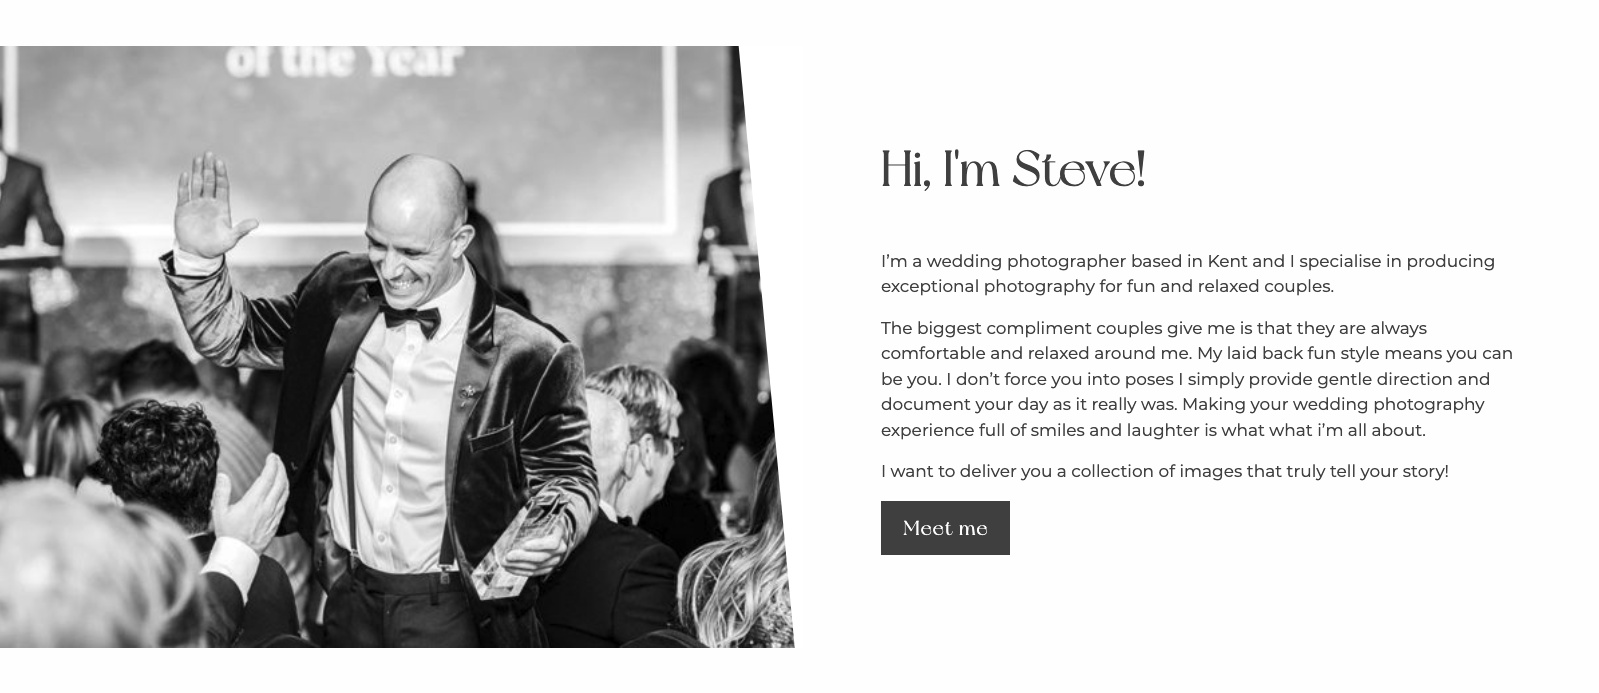 of the Year
Hi, I'm Steve!
I’m a wedding photographer based in Kent and I specialise in producing
exceptional photography for fun and relaxed couples.
The biggest compliment couples give me is that they are always
comfortable and relaxed around me. My laid back fun style means you can
be you. I don’t force you into poses I simply provide gentle direction and
document your day as it really was. Making your wedding photography
experience full of smiles and laughter is what what i’m all about.
I want to deliver you a collection of images that truly tell your story!
Meet me